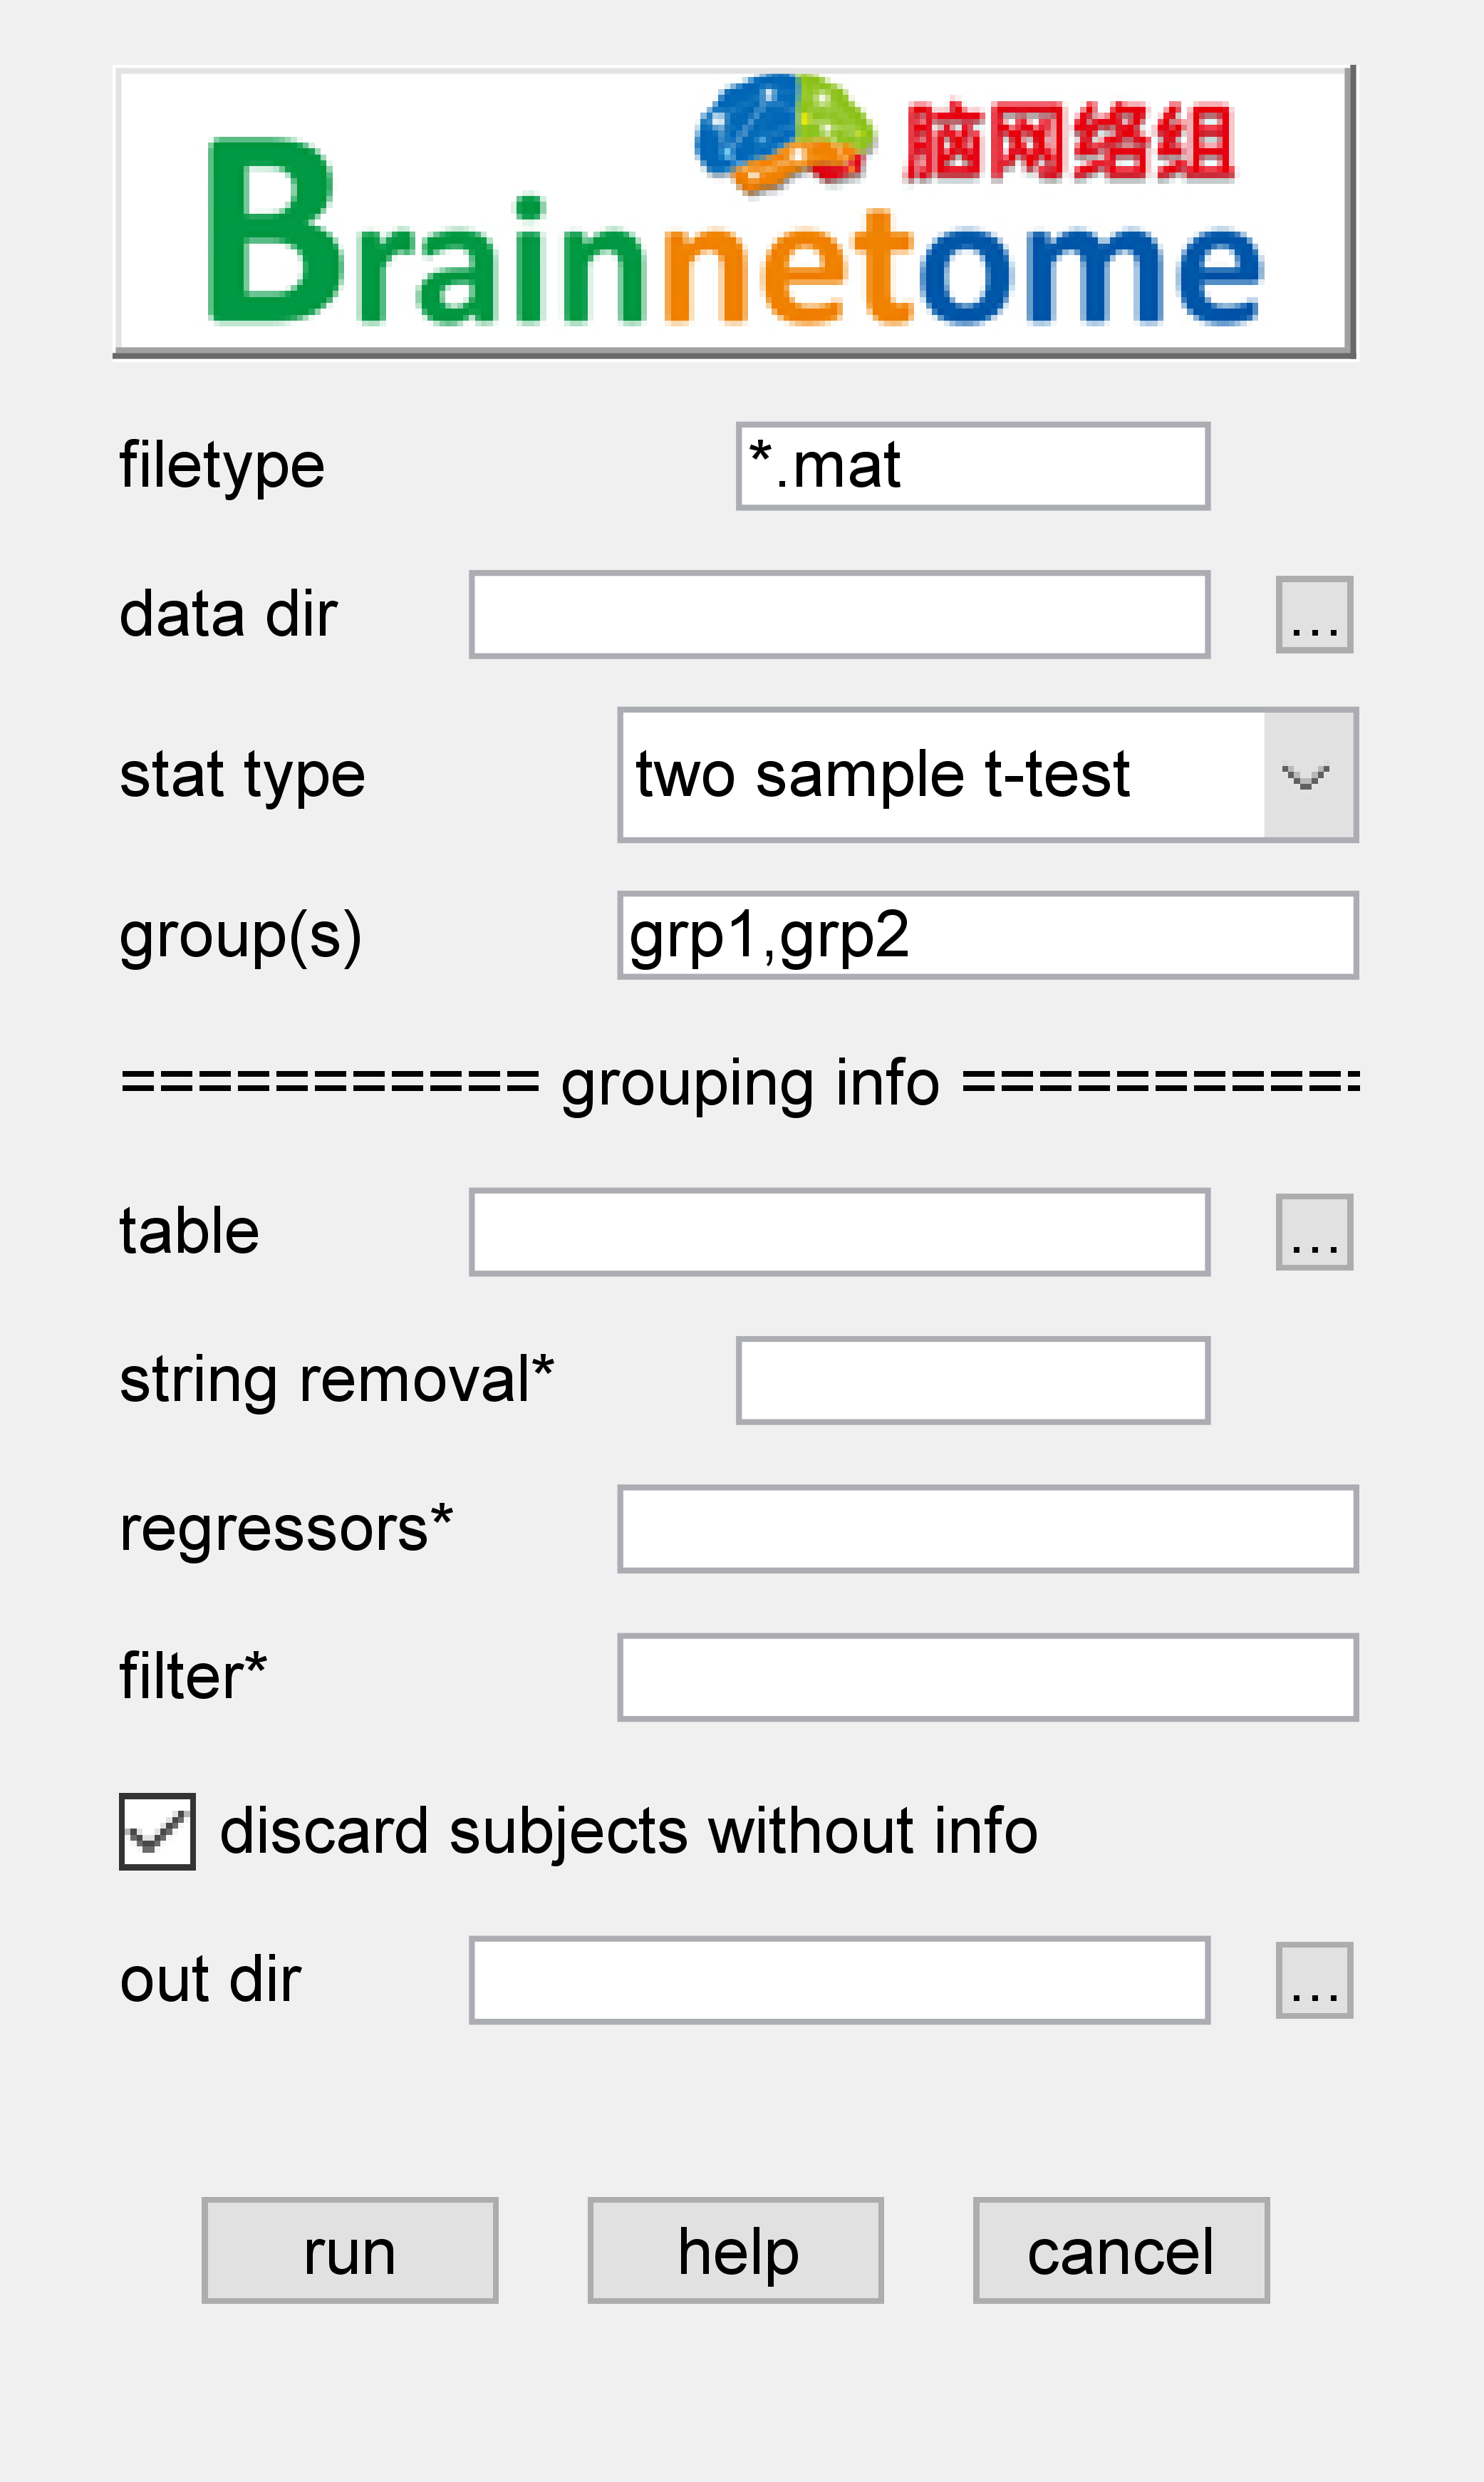 脑网络组
Brainnetome
filetype *.mat
data dir ...
stat type two sample t-test
group(s) grp1,grp2
=========== grouping info ===========
table ...
string removal*
regressors*
filter*
discard subjects without info
out dir ...
run help cancel